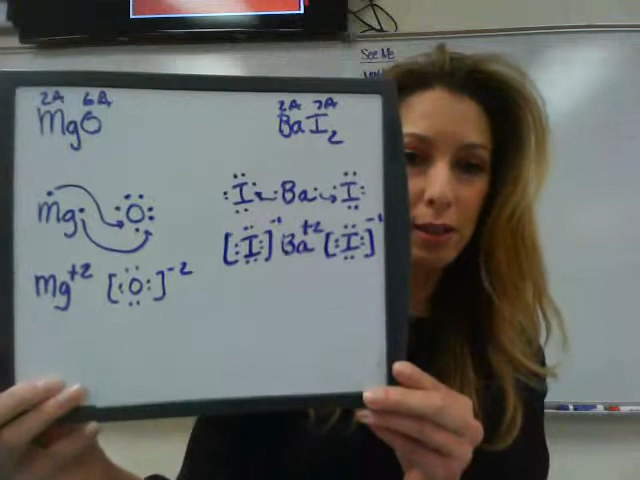 See Me
2A 6A
MgO
2A 7A
BaI2
Mg O
I Ba I
Mg+2 [O]-2
[I]-1 Ba+2 [I]-1